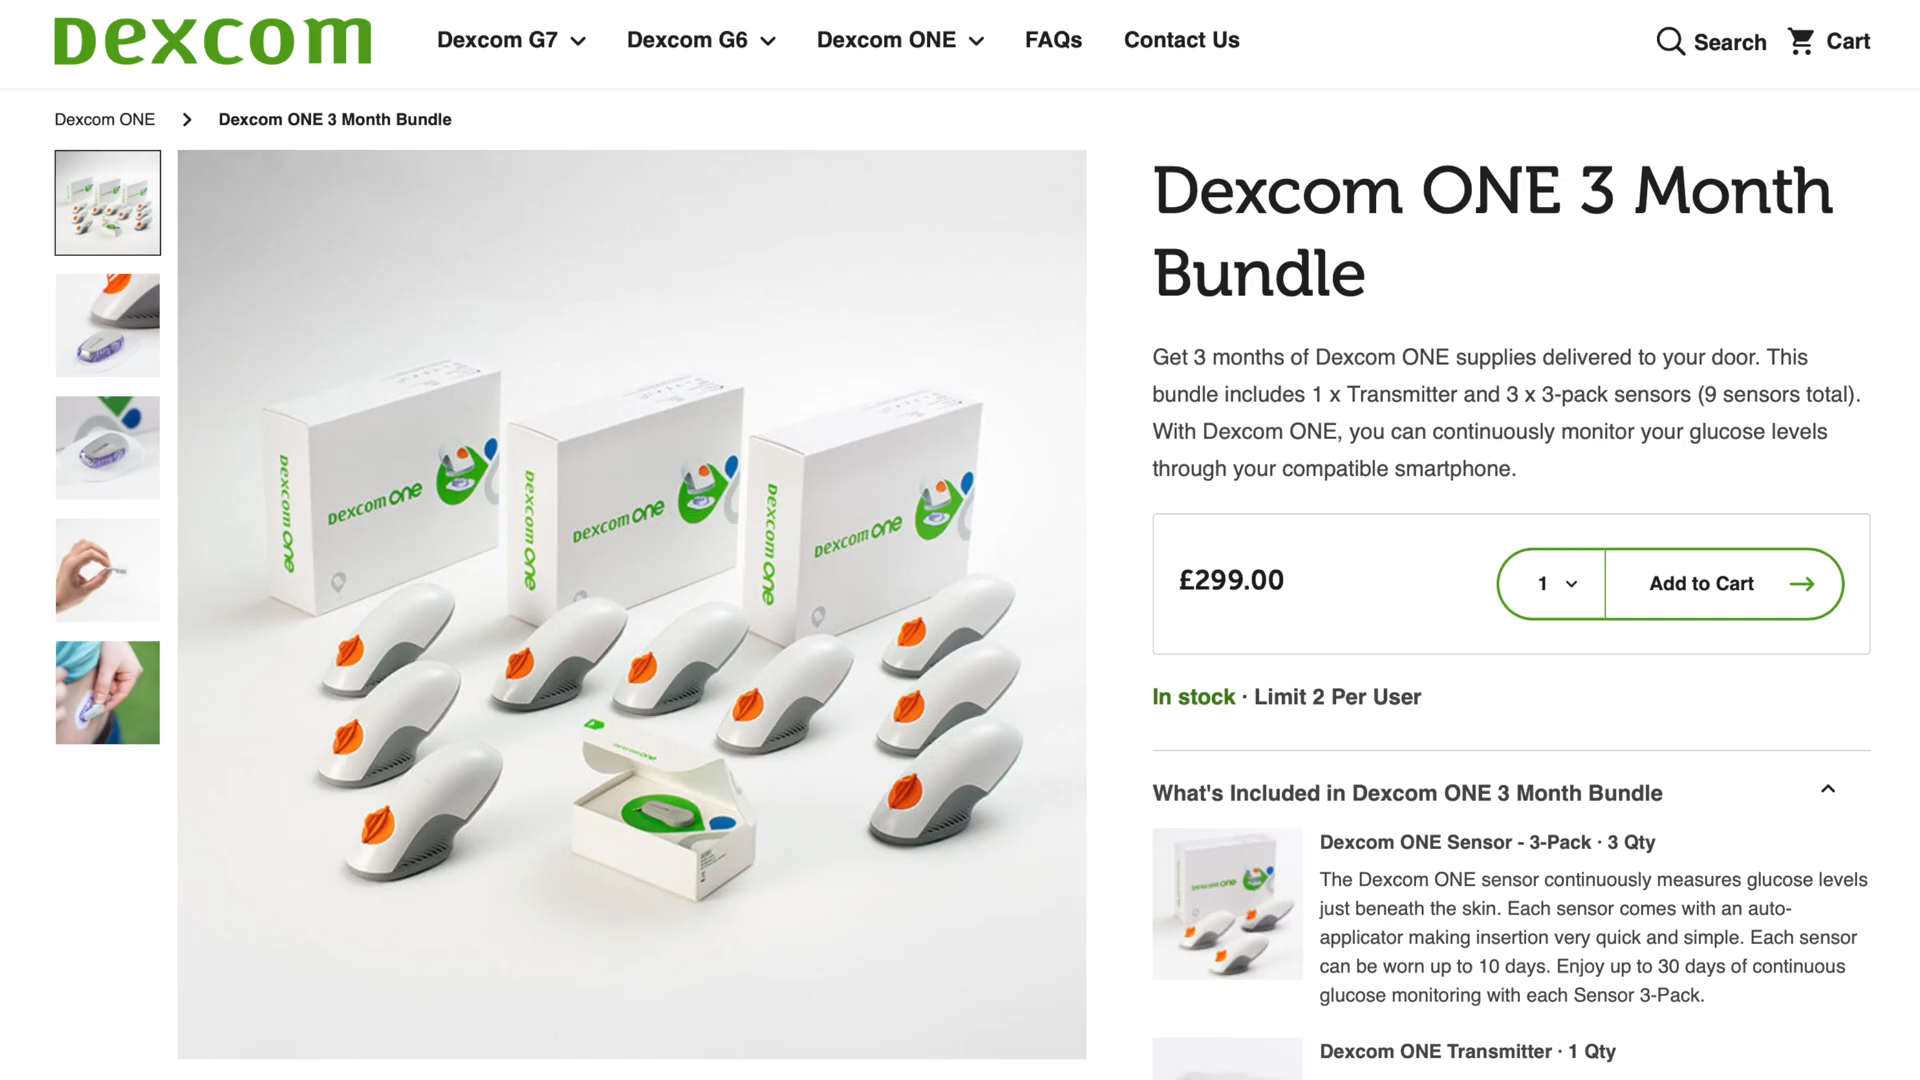 Dexcom
Dexcom G7
Dexcom G6
Dexcom ONE
FAQs
Contact Us
Search
Cart
Dexcom ONE
Dexcom ONE 3 Month Bundle
Dexcom ONE
Dexcom one
Dexcom ONE
Dexcom one
Dexcom ONE
Dexcom one
Dexcom one
Dexcom ONE 3 Month
Bundle
Get 3 months of Dexcom ONE supplies delivered to your door. This
bundle includes 1 x Transmitter and 3 x 3-pack sensors (9 sensors total).
With Dexcom ONE, you can continuously monitor your glucose levels
through your compatible smartphone.
£299.00
1
Add to Cart
In stock · Limit 2 Per User
What's Included in Dexcom ONE 3 Month Bundle
Dexcom one
Dexcom ONE Sensor - 3-Pack · 3 Qty
The Dexcom ONE sensor continuously measures glucose levels
just beneath the skin. Each sensor comes with an auto-
applicator making insertion very quick and simple. Each sensor
can be worn up to 10 days. Enjoy up to 30 days of continuous
glucose monitoring with each Sensor 3-Pack.
Dexcom ONE Transmitter · 1 Qty